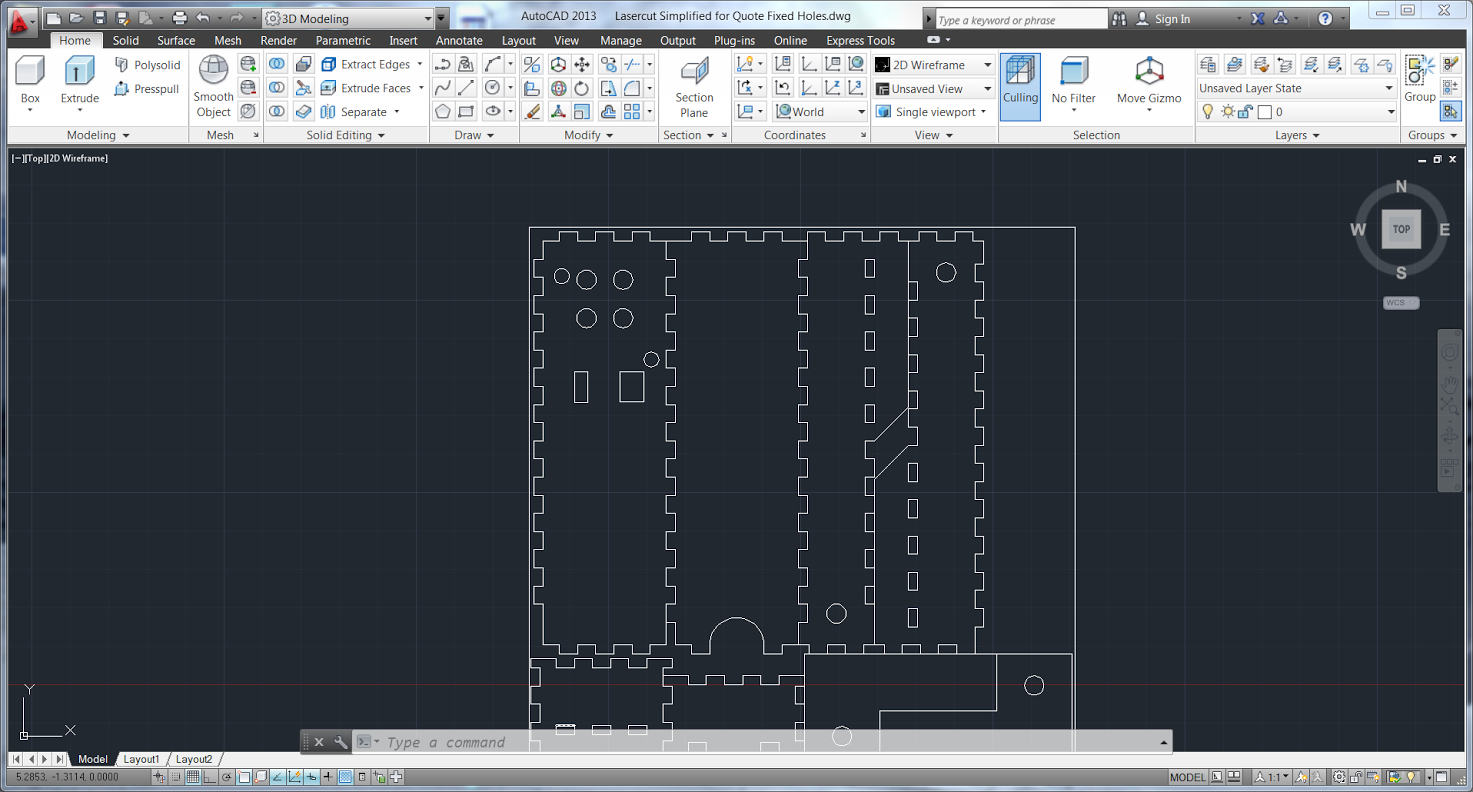 3D Modeling
AutoCAD 2013 Lasercut Simplified for Quote Fixed Holes.dwg
Type a keyword or phrase
Sign In
Home Solid Surface Mesh Render Parametric Insert Annotate Layout View Manage Output Plug-ins Online Express Tools
Box
Extrude
Polysolid
Presspull
Modeling
Smooth
Object
Mesh
Extract Edges
Extrude Faces
Separate
Solid Editing
Draw
Modify
Section
Plane
Section
World
Coordinates
2D Wireframe
Unsaved View
Single viewport
View
Culling
No Filter
Move Gizmo
Selection
Unsaved Layer State
0
Layers
Group
Groups
[−][Top][2D Wireframe]
N
W TOP E
S
WCS
Y
X
Type a command
Model Layout1 Layout2
5.2853, -1.3114, 0.0000
MODEL
1:1